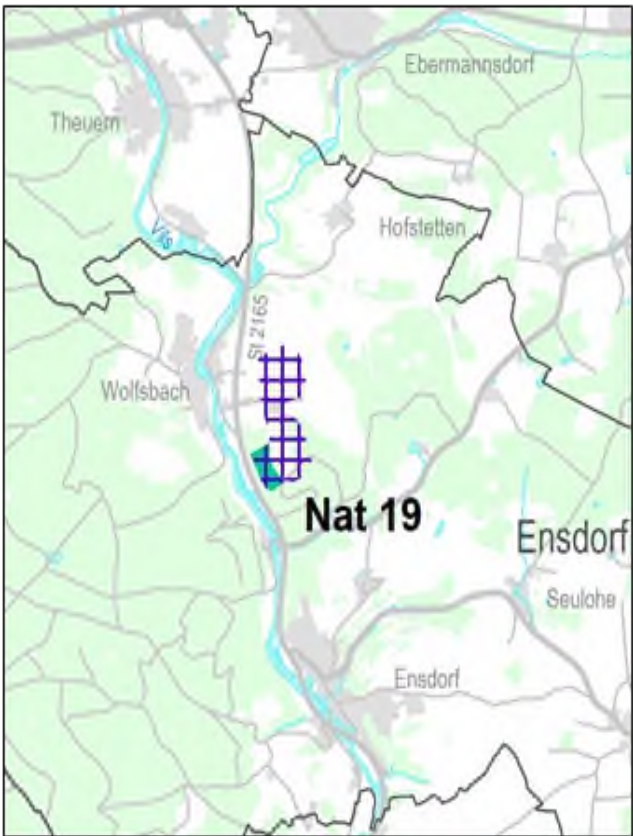 Ebermannsdorf
Theuern
Hofstetten
Vils
St 2165
Wolfsbach
Nat 19
Ensdorf
Seulohe
Ensdorf